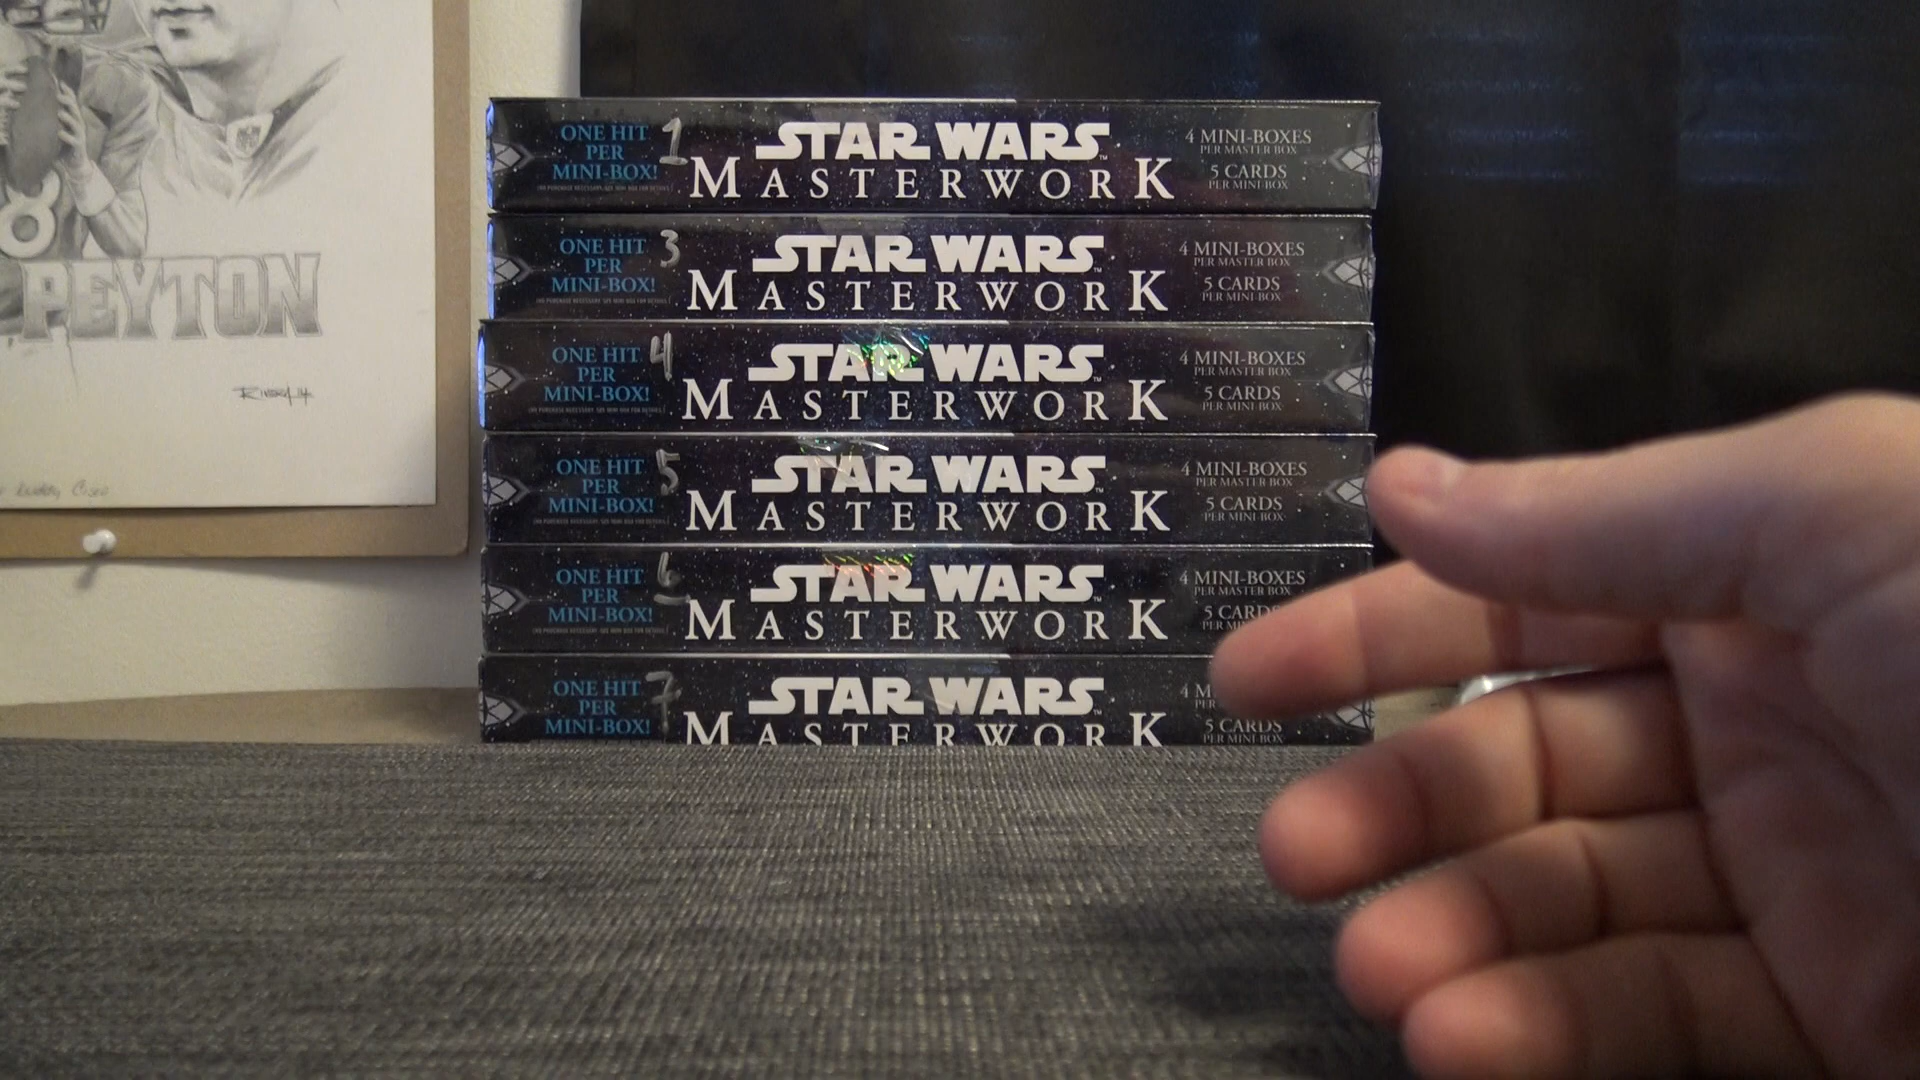 PEYTON
ONE HIT
PER
MINI-BOX!
1
STAR WARS
MASTERWORK
4 MINI-BOXES
PER MASTER BOX
5 CARDS
PER MINI-BOX
ONE HIT
PER
MINI-BOX!
3
STAR WARS
MASTERWORK
4 MINI-BOXES
PER MASTER BOX
5 CARDS
PER MINI-BOX
ONE HIT
PER
MINI-BOX!
4
STAR WARS
MASTERWORK
4 MINI-BOXES
PER MASTER BOX
5 CARDS
PER MINI BOX
ONE HIT
PER
MINI-BOX!
5
STAR WARS
MASTERWORK
4 MINI-BOXES
PER MASTER BOX
5 CARDS
PER MINI-BOX
ONE HIT
PER
MINI-BOX!
6
STAR WARS
MASTERWORK
4 MINI-BOXES
PER MASTER BOX
5 CARDS
PER
ONE HIT
PER
MINI-BOX!
7
STAR WARS
MASTERWORK
4
5 CARDS
PER MINI-BOX